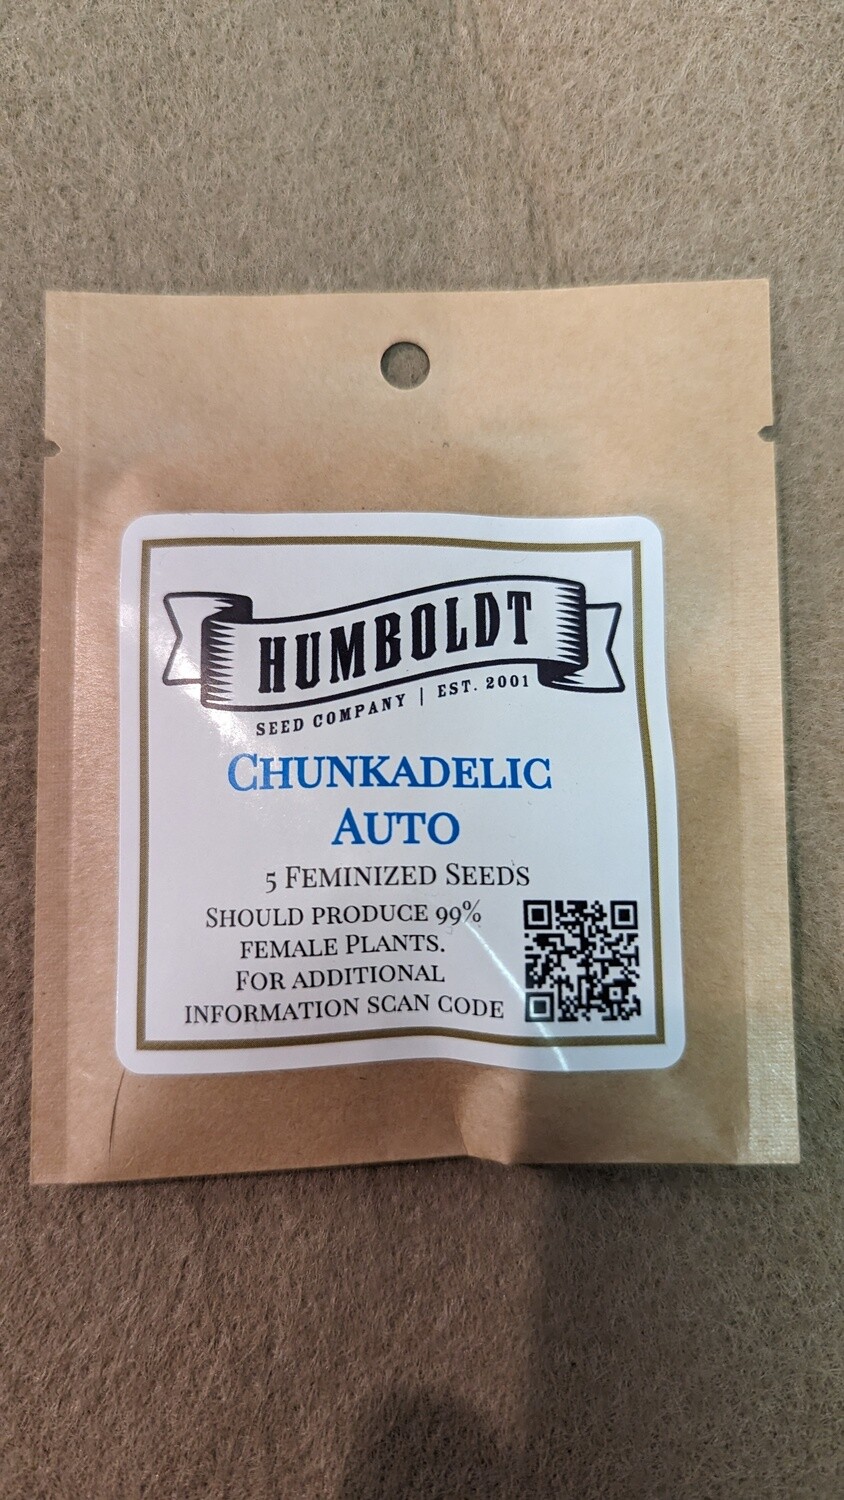 HUMBOLDT
SEED COMPANY | EST. 2001
CHUNKADELIC
AUTO
5 FEMINIZED SEEDS
SHOULD PRODUCE 99%
FEMALE PLANTS.
FOR ADDITIONAL
INFORMATION SCAN CODE